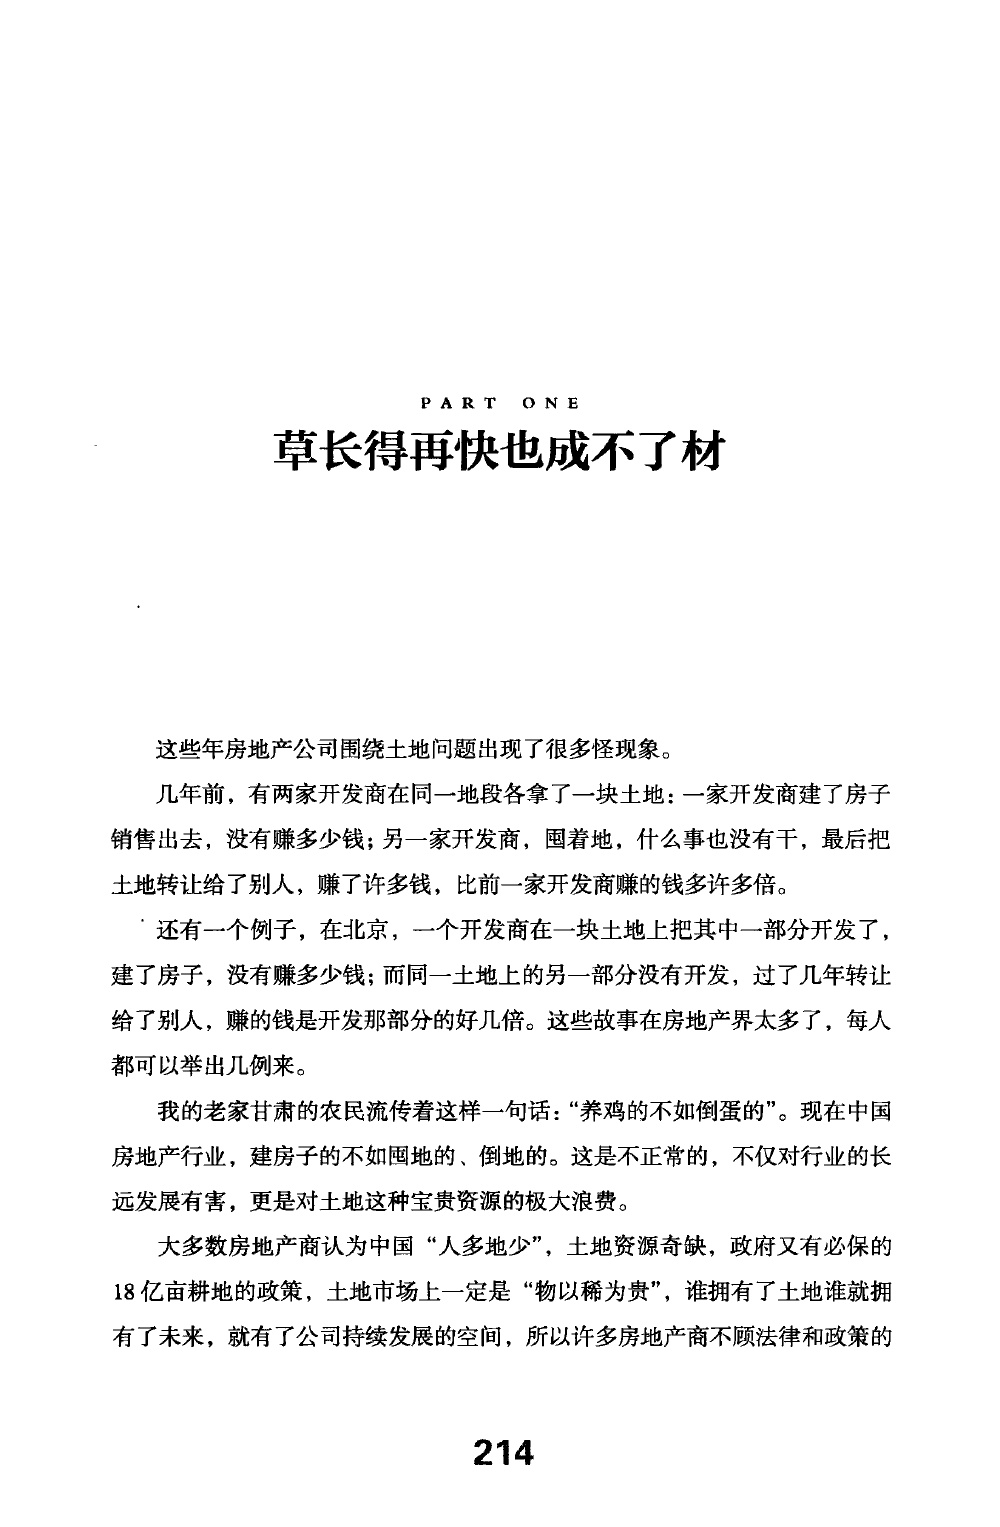 PART ONE
草长得再快也成不了材
这些年房地产公司围绕土地问题出现了很多怪现象。
几年前，有两家开发商在同一地段各拿了一块土地：一家开发商建了房子
销售出去，没有赚多少钱；另一家开发商，囤着地，什么事也没有干，最后把
土地转让给了别人，赚了许多钱，比前一家开发商赚的钱多许多倍。
还有一个例子，在北京，一个开发商在一块土地上把其中一部分开发了，
建了房子，没有赚多少钱；而同一土地上的另一部分没有开发，过了几年转让
给了别人，赚的钱是开发那部分的好几倍。这些故事在房地产界太多了，每人
都可以举出几例来。
我的老家甘肃的农民流传着这样一句话：“养鸡的不如倒蛋的”。现在中国
房地产行业，建房子的不如囤地的、倒地的。这是不正常的，不仅对行业的长
远发展有害，更是对土地这种宝贵资源的极大浪费。
大多数房地产商认为中国“人多地少”，土地资源奇缺，政府又有必保的
18亿亩耕地的政策，土地市场上一定是“物以稀为贵”，谁拥有了土地谁就拥
有了未来，就有了公司持续发展的空间，所以许多房地产商不顾法律和政策的
214